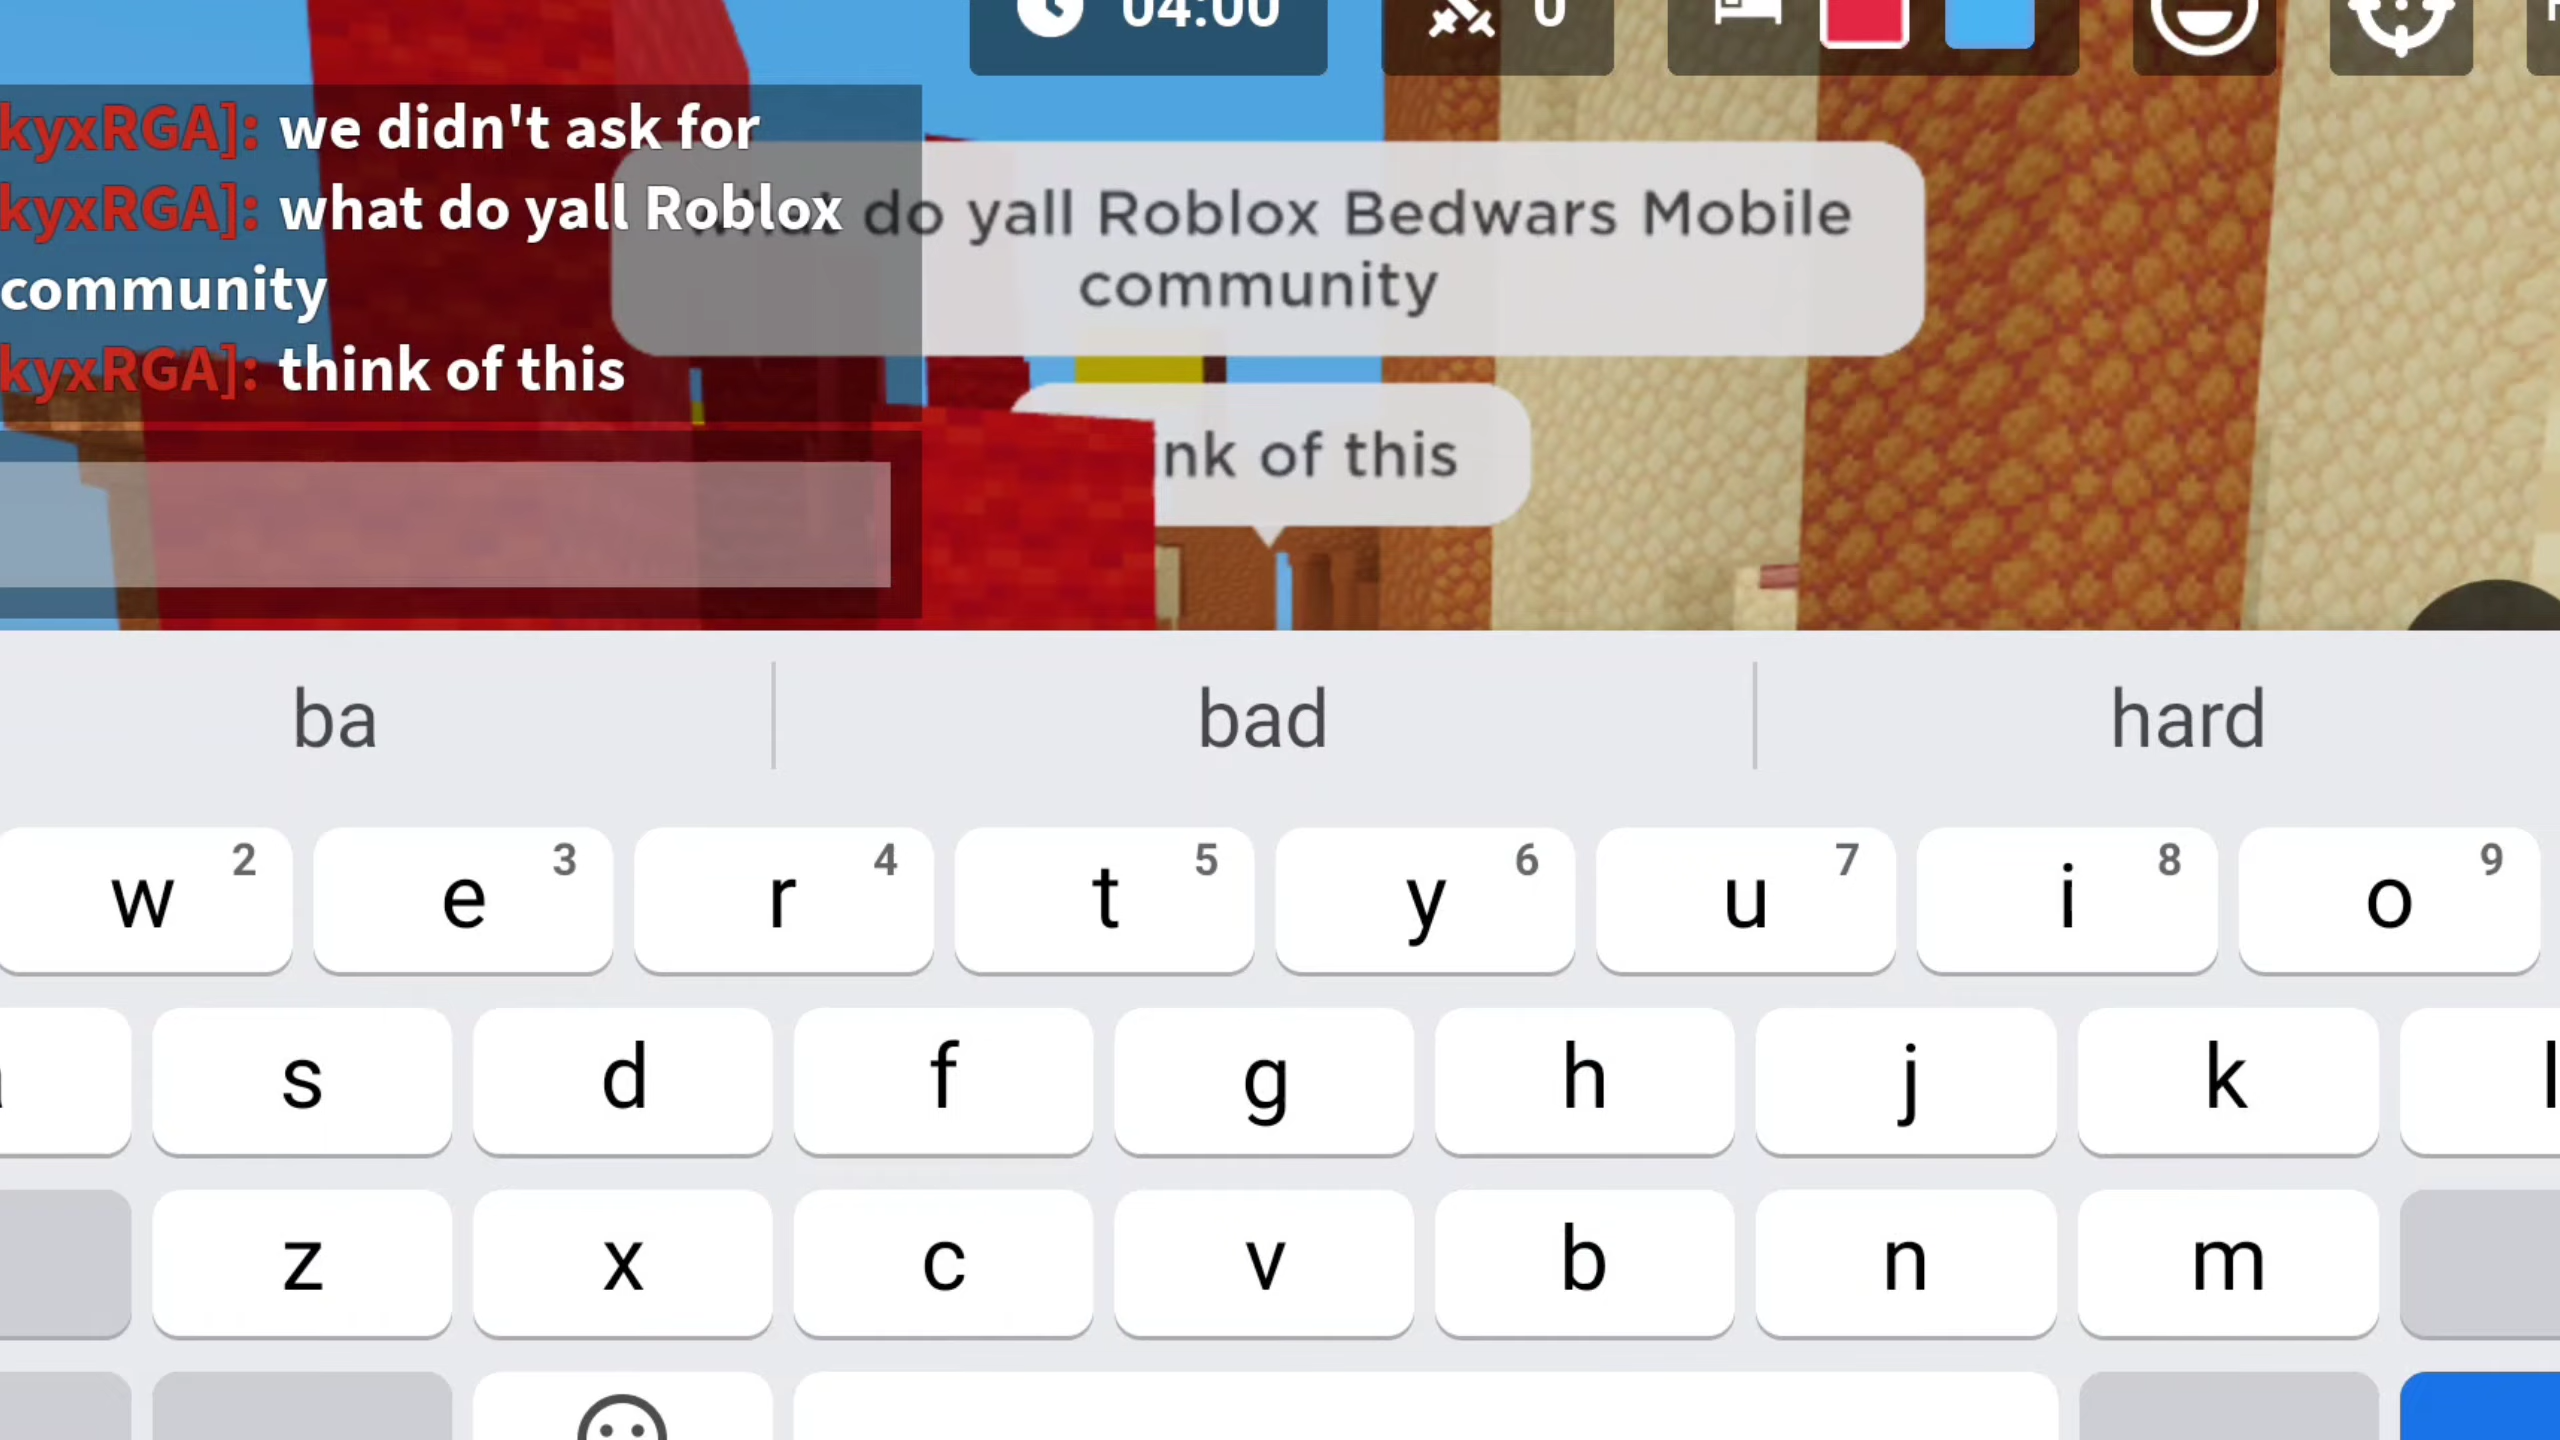 04:00 0
kyxRGA]: we didn't ask for
kyxRGA]: what do yall Roblox
community
kyxRGA]: think of this
do yall Roblox Bedwars Mobile
community
nk of this
ba bad hard
w 2 e 3 r 4 t 5 y 6 u 7 i 8 o 9
s d f g h j k l
z x c v b n m